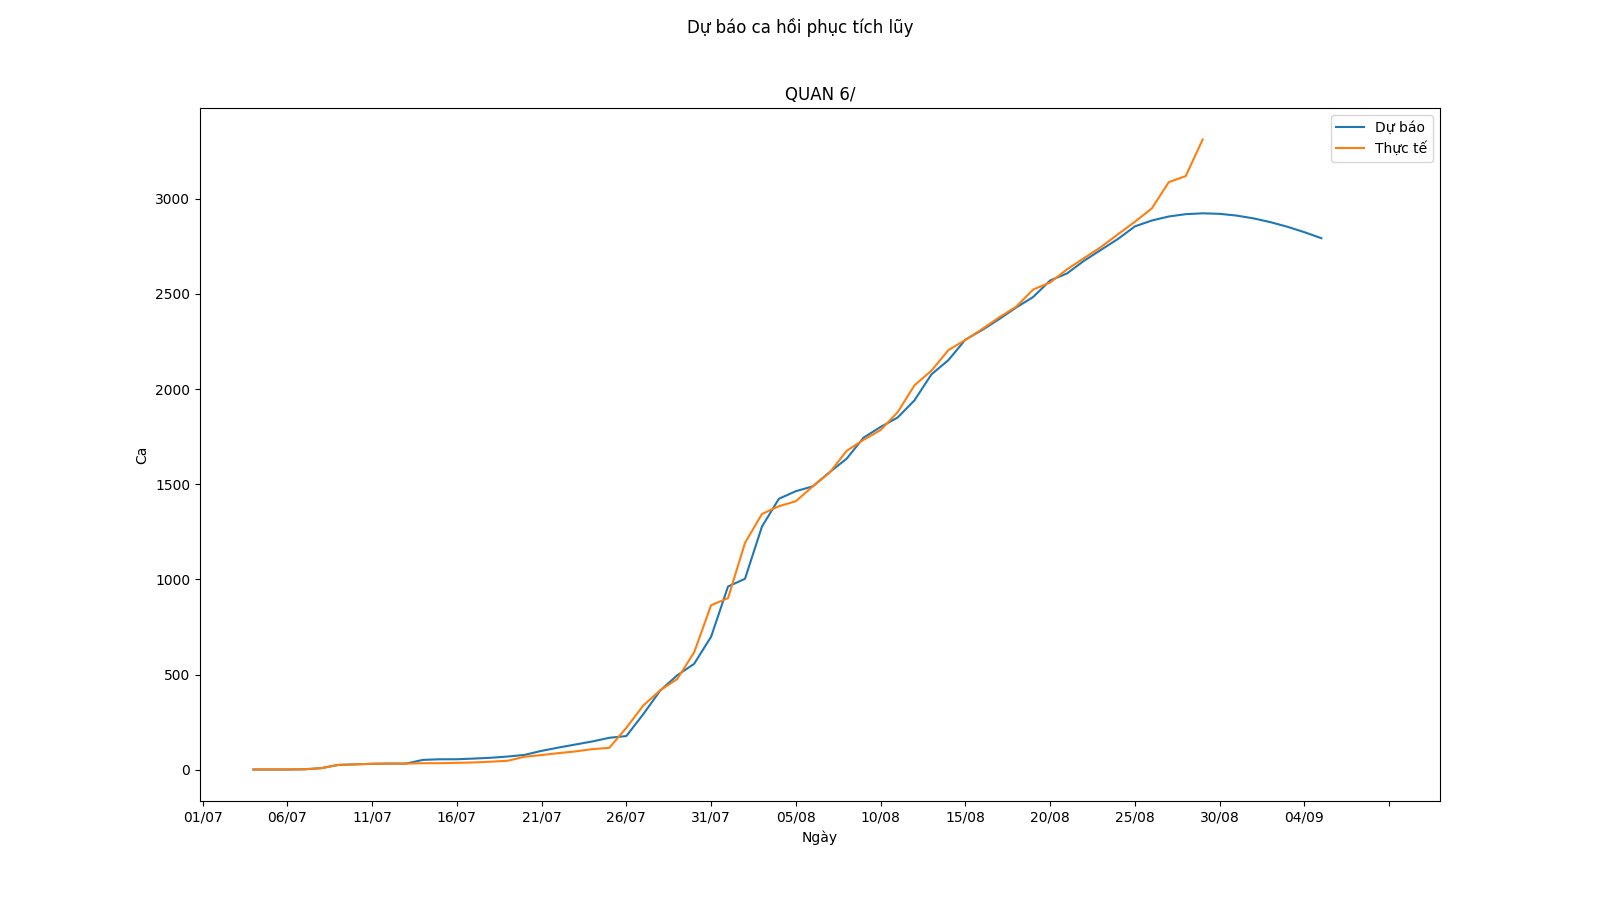 Dự báo ca hồi phục tích lũy
QUAN 6/
Dự báo
Thực tế
3000
2500
2000
1500
1000
500
0
Ca
01/07 06/07 11/07 16/07 21/07 26/07 31/07 05/08 10/08 15/08 20/08 25/08 30/08 04/09
Ngày